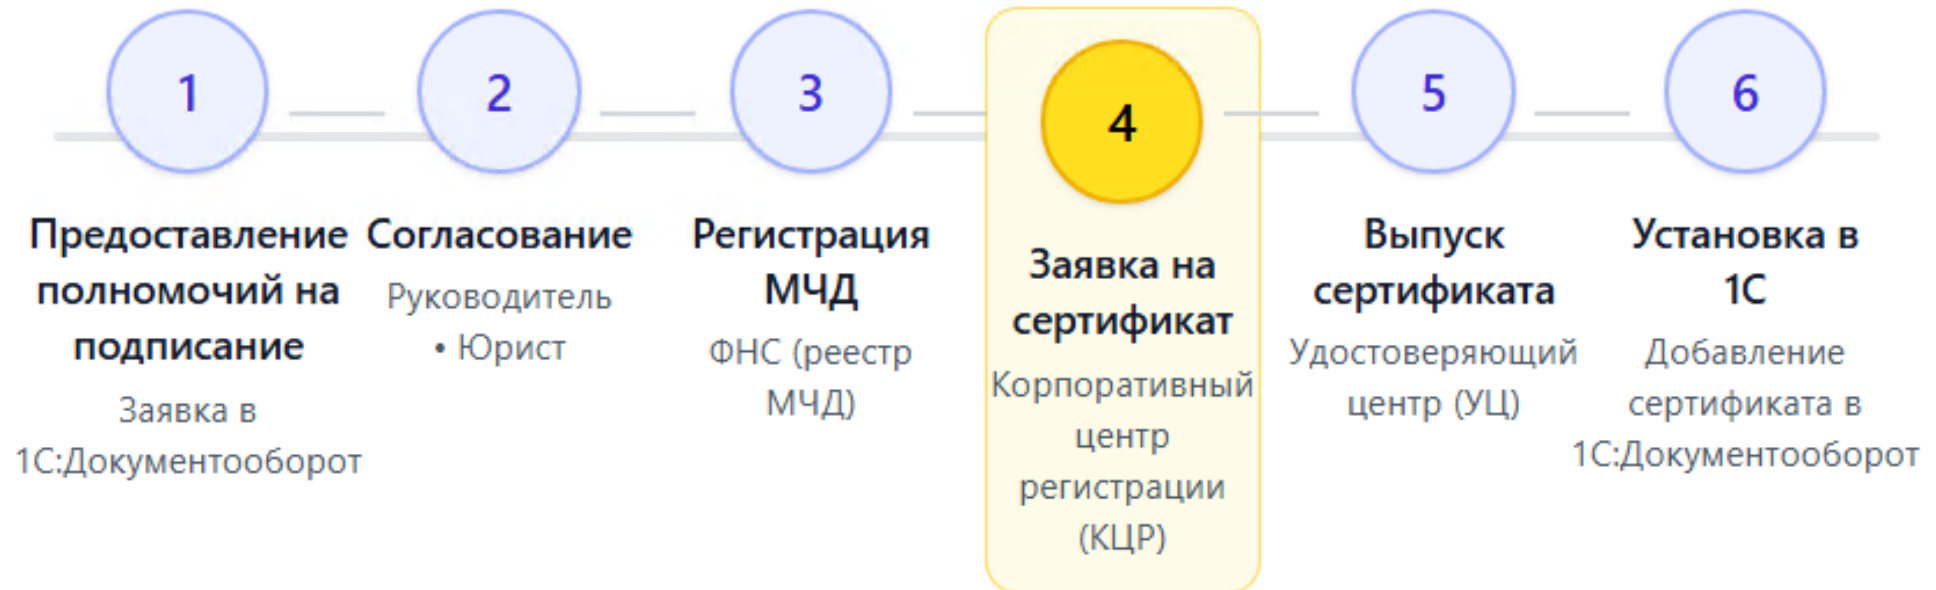 1
Предоставление
полномочий на
подписание
Заявка в
1С:Документооборот
2
Согласование
Руководитель
• Юрист
3
Регистрация
МЧД
ФНС (реестр
МЧД)
4
Заявка на
сертификат
Корпоративный
центр
регистрации
(КЦР)
5
Выпуск
сертификата
Удостоверяющий
центр (УЦ)
6
Установка в
1С
Добавление
сертификата в
1С:Документооборот